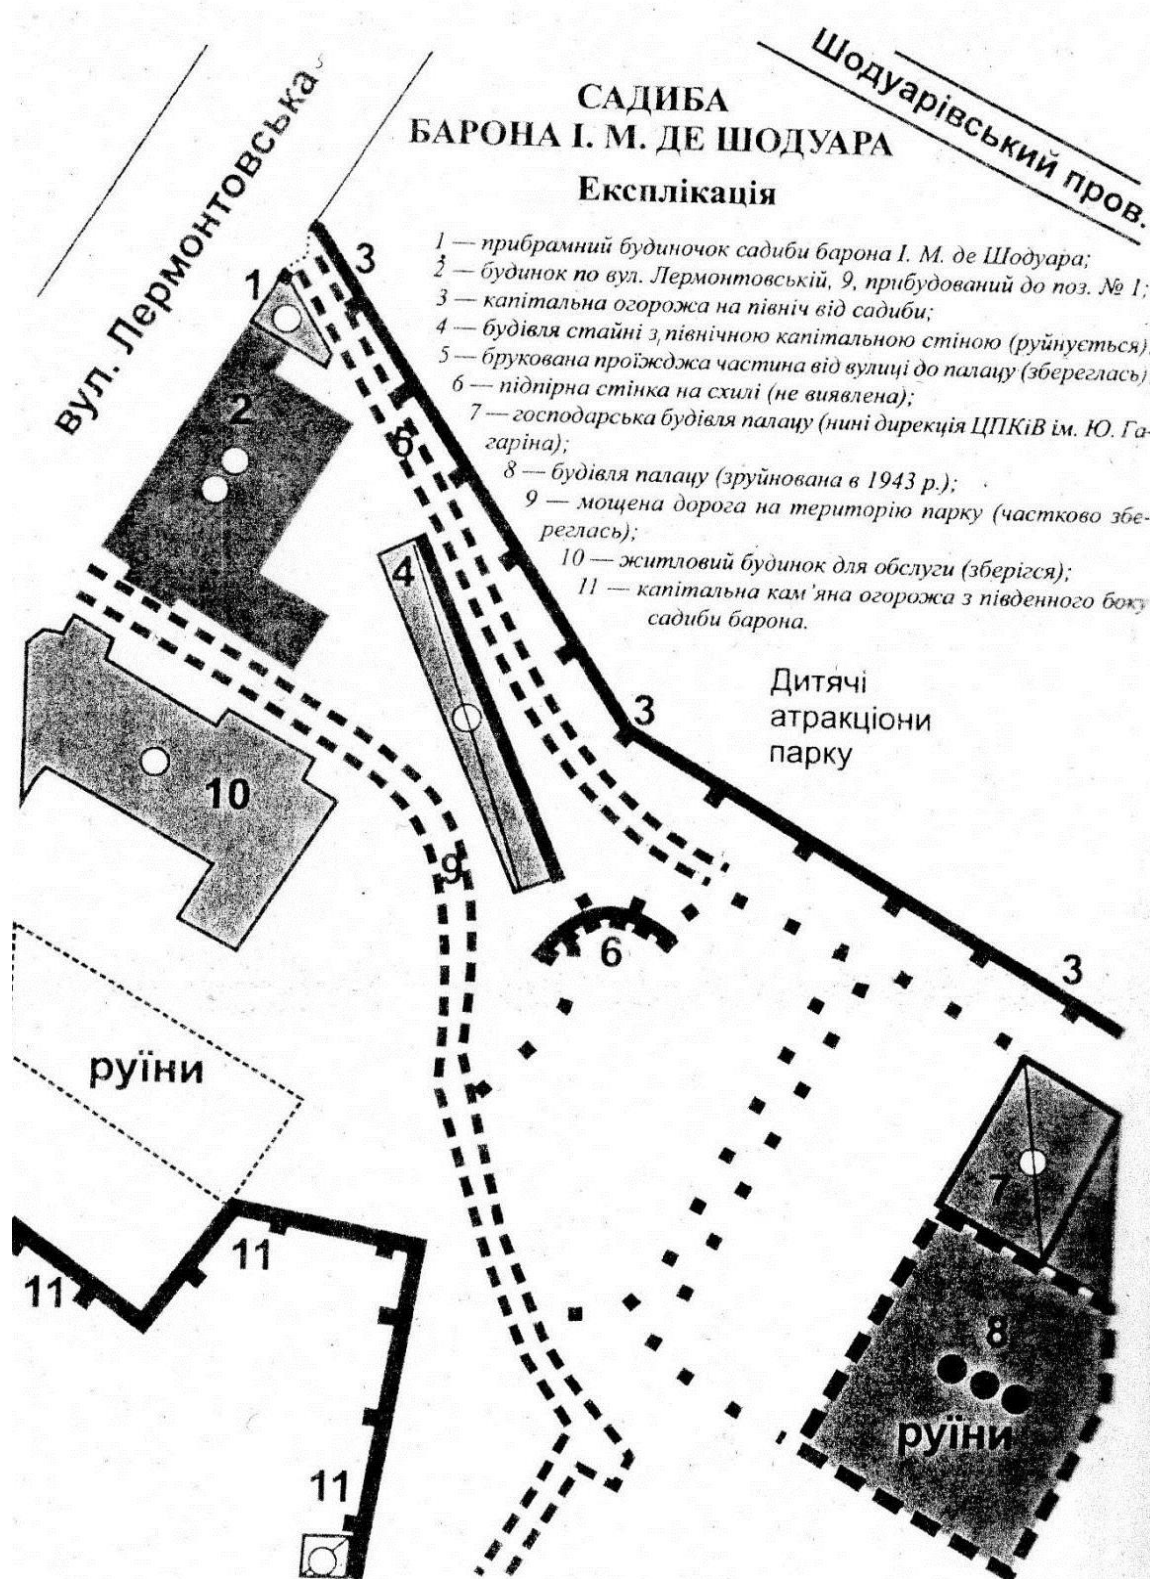 Шодуарівський пров.
САДИБА
БАРОНА І. М. ДЕ ШОДУАРА
Експлікація
вул. Лермонтовська
1 — прибрамний будиночок садиби барона І. М. де Шодуара;
2 — будинок по вул. Лермонтовській, 9, прибудований до поз. № 1;
3 — капітальна огорожа на північ від садиби;
4 — будівля стайні з північною капітальною стіною (руйнується)
5 — брукована проїжджа частина від вулиці до палацу (збереглась)
6 — підпірна стінка на схилі (не виявлена);
7 — господарська будівля палацу (нині дирекція ЦПКіВ ім. Ю. Га-
гаріна);
8 — будівля палацу (зруйнована в 1943 р.);
9 — мощена дорога на територію парку (частково збе-
реглась);
10 — житловий будинок для обслуги (зберігся);
11 — капітальна кам'яна огорожа з південного боку
садиби барона.
3
1
2
6
4
Дитячі
атракціони
парку
3
10
9
6
3
руїни
7
11
11
8
руїни
11